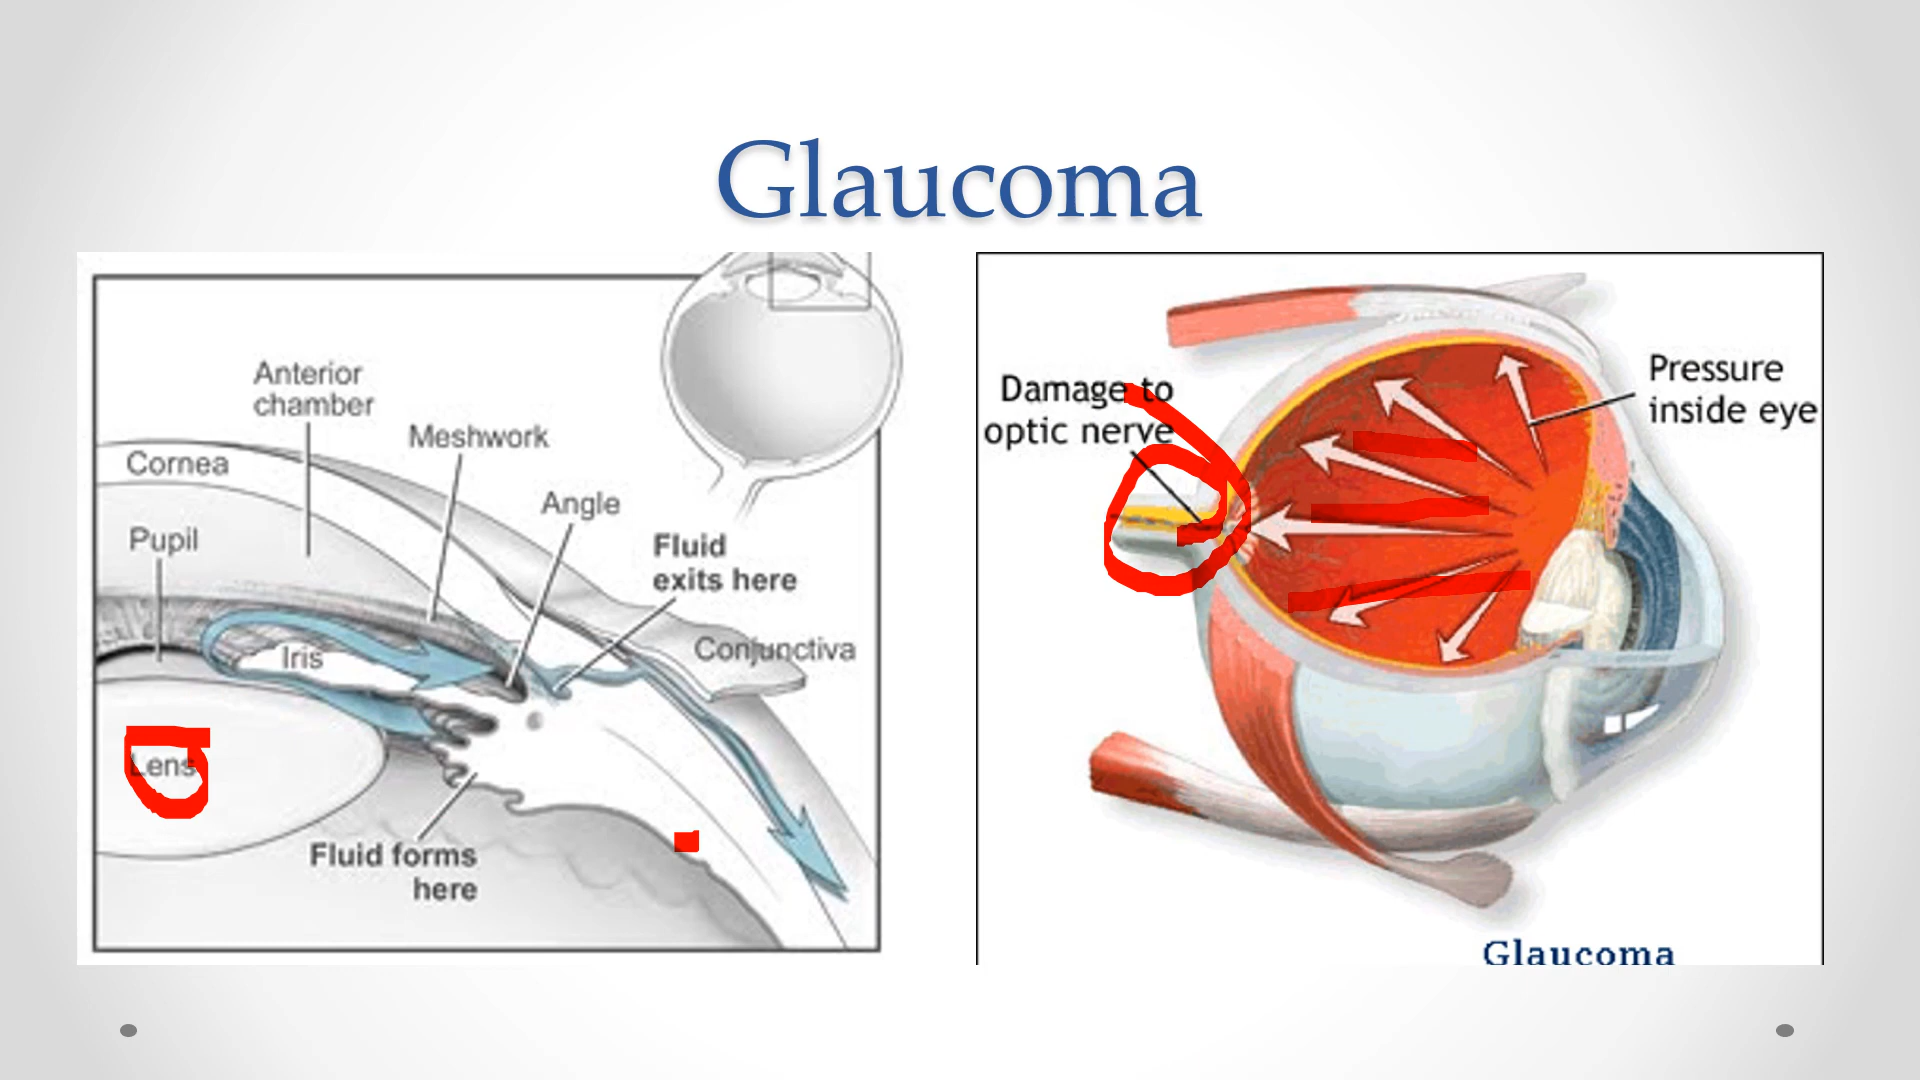 Glaucoma
Anterior
chamber
Meshwork
Cornea
Angle
Pupil
Fluid
exits here
Conjunctiva
Iris
Lens
Fluid forms
here
Damage to
optic nerve
Pressure
inside eye
Glaucoma